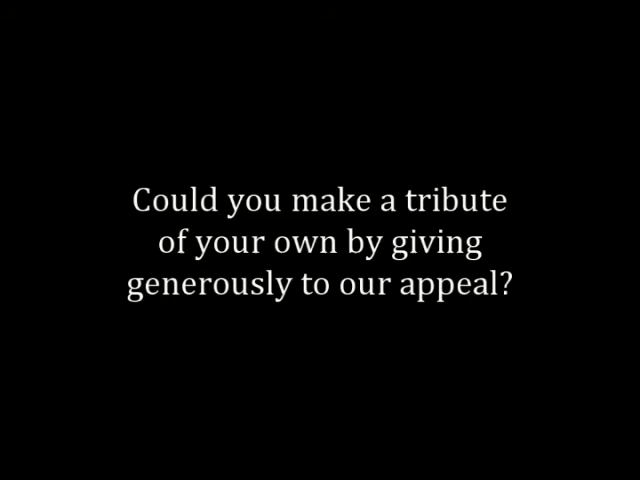 Could you make a tribute
of your own by giving
generously to our appeal?